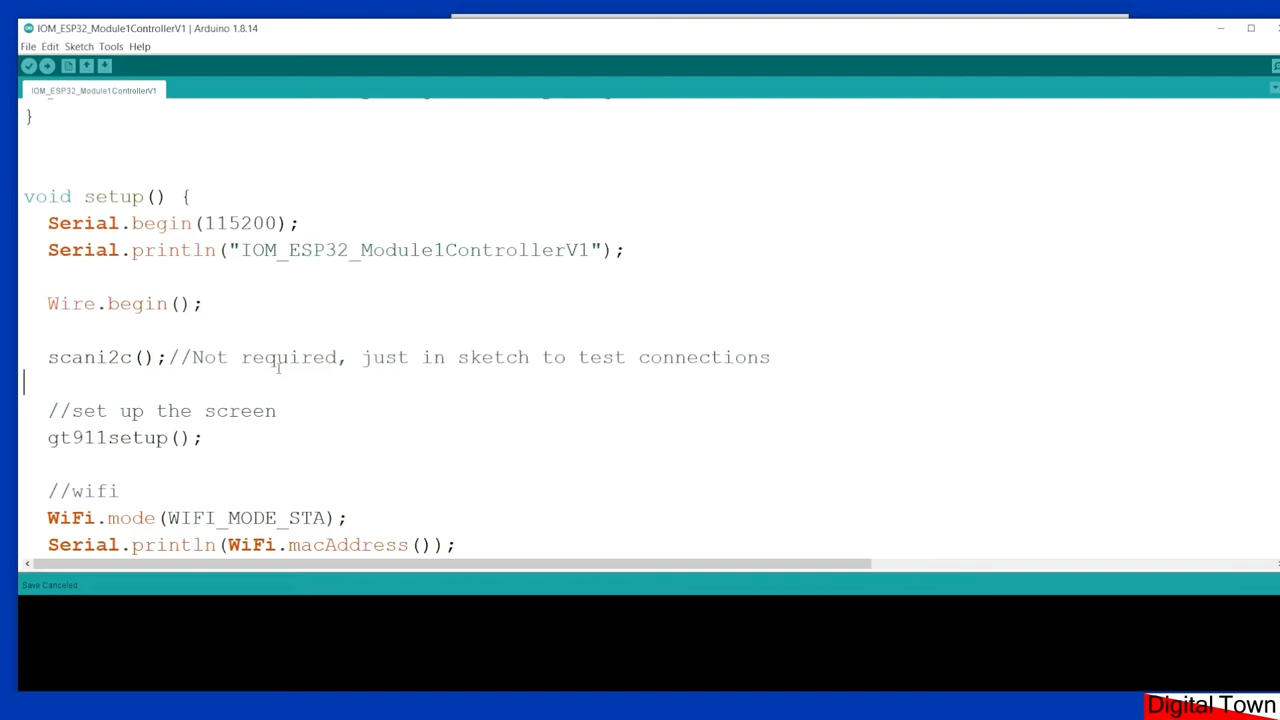 IOM_ESP32_Module1ControllerV1 | Arduino 1.8.14
File Edit Sketch Tools Help
IOM_ESP32_Module1ControllerV1
}
void setup() {
Serial.begin(115200);
Serial.println("IOM_ESP32_Module1ControllerV1");
Wire.begin();
scani2c();//Not required, just in sketch to test connections
//set up the screen
gt911setup();
//wifi
WiFi.mode(WIFI_MODE_STA);
Serial.println(WiFi.macAddress());
Save Canceled
Digital Town